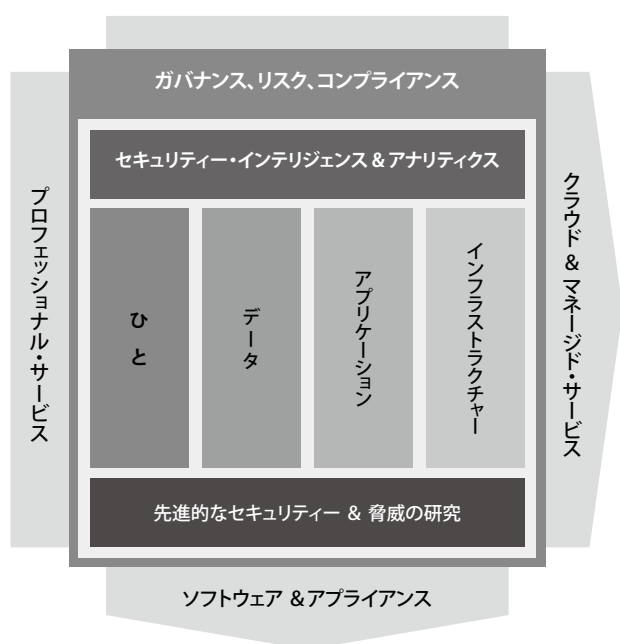 ガバナンス、リスク、コンプライアンス
セキュリティー・インテリジェンス & アナリティクス
プロフェッショナル・サービス
ひと
データ
アプリケーション
インフラストラクチャー
クラウド & マネージド・サービス
先進的なセキュリティー & 脅威の研究
ソフトウェア & アプライアンス